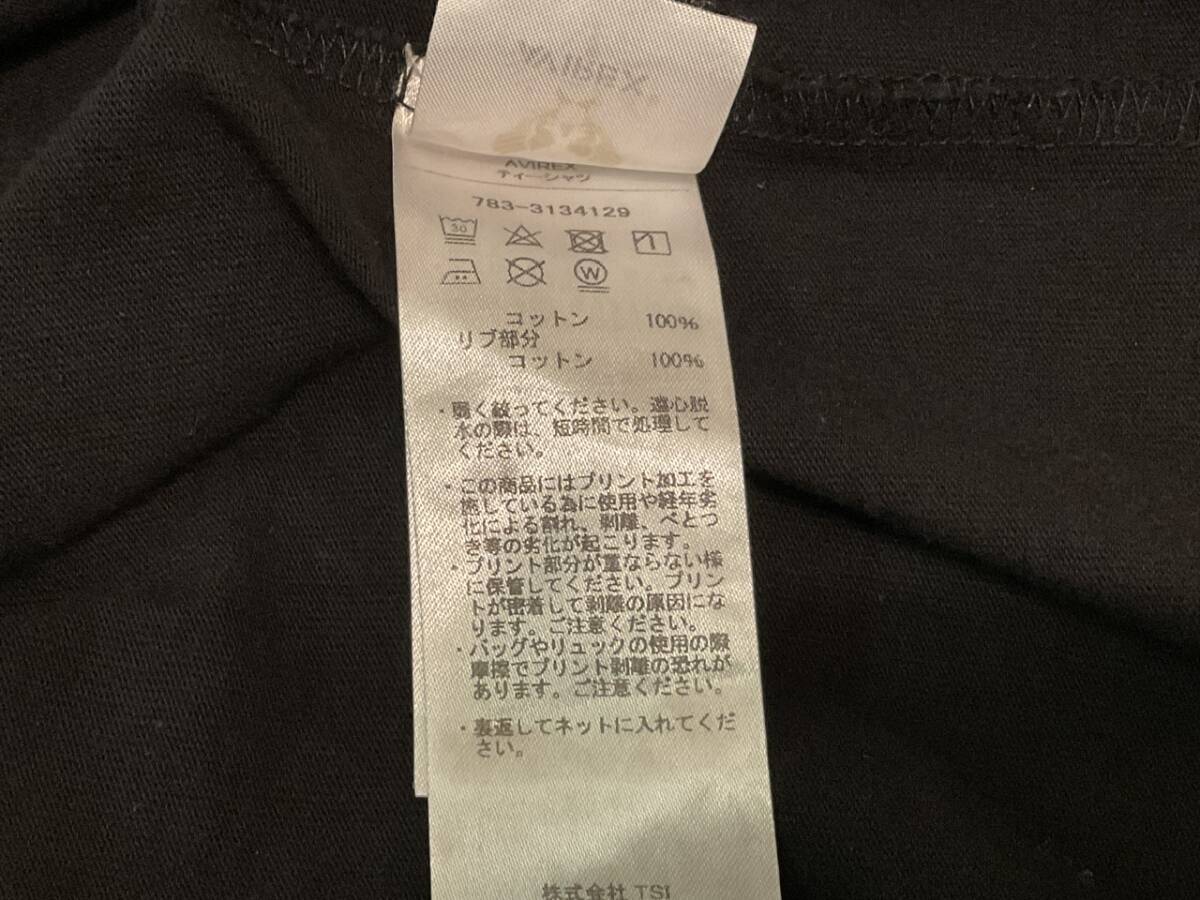 AVIREX
AVIREX
ティーシャツ
783-3134129
30
W
コットン 100%
リブ部分
コットン 100%
・弱く絞ってください。遠心脱
水の際は、短時間で処理して
ください。
・この商品にはプリント加工を
施している為に使用や経年劣
化による割れ、剥離、べとつ
き等の劣化が起こります。
・プリント部分が重ならない様
に保管してください。プリン
トが密着して剥離の原因にな
ります。ご注意ください。
・バッグやリュックの使用の際
摩擦でプリント剥離の恐れが
あります。ご注意ください。
・裏返してネットに入れてくだ
さい。
株式会社 TSI